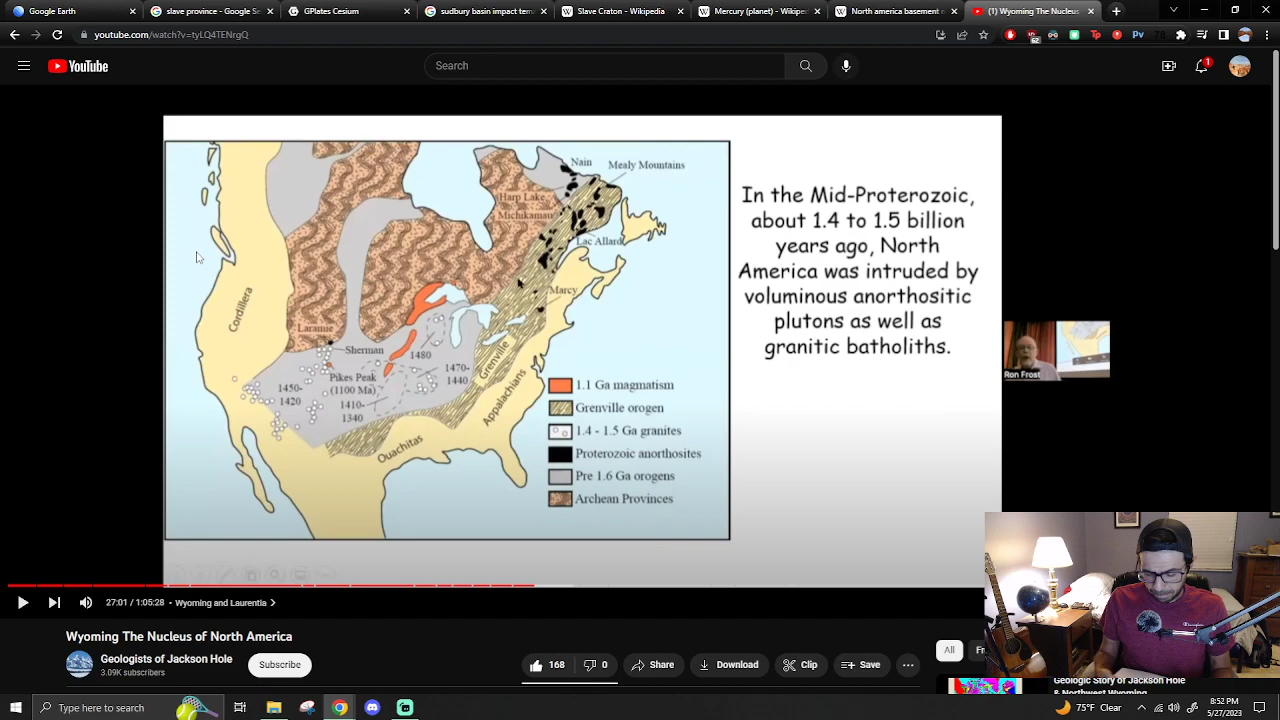 Google Earth
slave province - Google Se
GPlates Cesium
sudbury basin impact tem
Slave Craton - Wikipedia
Mercury (planet) - Wikipe
North america basement r
(1) Wyoming The Nucleus
youtube.com/watch?v=tyLQ4TENrgQ
YouTube
Search
1
Nain
Mealy Mountains
Harp Lake
Michikamau
Lac Allard
Marcy
Cordillera
Laramie
Sherman
1480
Pikes Peak
(1100 Ma)
1470-
1440
1450-
1420
1410-
1340
Grenville
Appalachians
Ouachitas
1.1 Ga magmatism
Grenville orogen
1.4 - 1.5 Ga granites
Proterozoic anorthosites
Pre 1.6 Ga orogens
Archean Provinces
In the Mid-Proterozoic,
about 1.4 to 1.5 billion
years ago, North
America was intruded by
voluminous anorthositic
plutons as well as
granitic batholiths.
Ron Frost
27:01 / 1:05:28 • Wyoming and Laurentia
Wyoming The Nucleus of North America
Geologists of Jackson Hole
3.09K subscribers
Subscribe
168
0
Share
Download
Clip
Save
All
Geologic Story of Jackson Hole
& Northwest Wyoming
Type here to search
75°F Clear
8:52 PM
5/27/2023